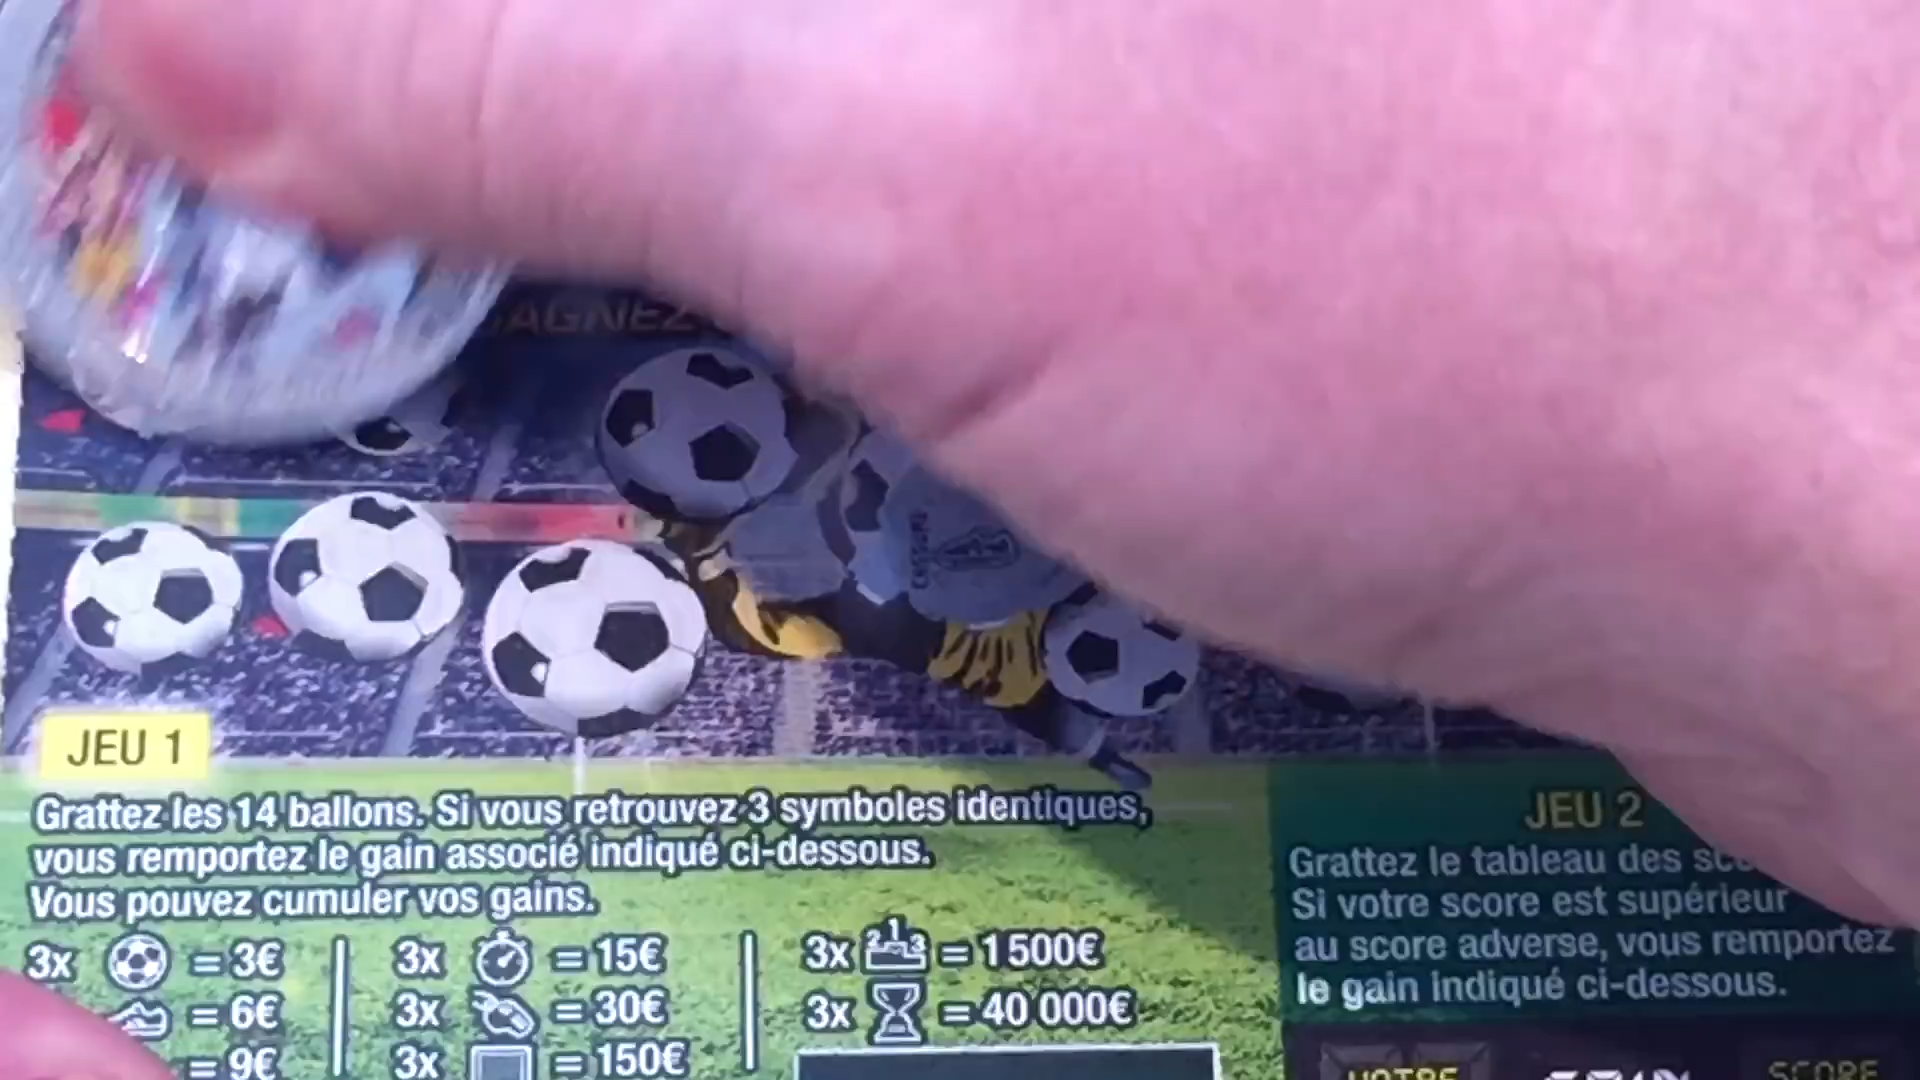 AGNEZ
JEU 1
Grattez les 14 ballons. Si vous retrouvez 3 symboles identiques,
vous remportez le gain associé indiqué ci-dessous.
Vous pouvez cumuler vos gains.
3x = 3€
= 6€
= 9€
3x = 15€
3x = 30€
3x = 150€
3x = 1 500€
3x = 40 000€
JEU 2
Grattez le tableau des
Si votre score est supérieur
au score adverse, vous remportez
le gain indiqué ci-dessous.
VOTRE
SCORE